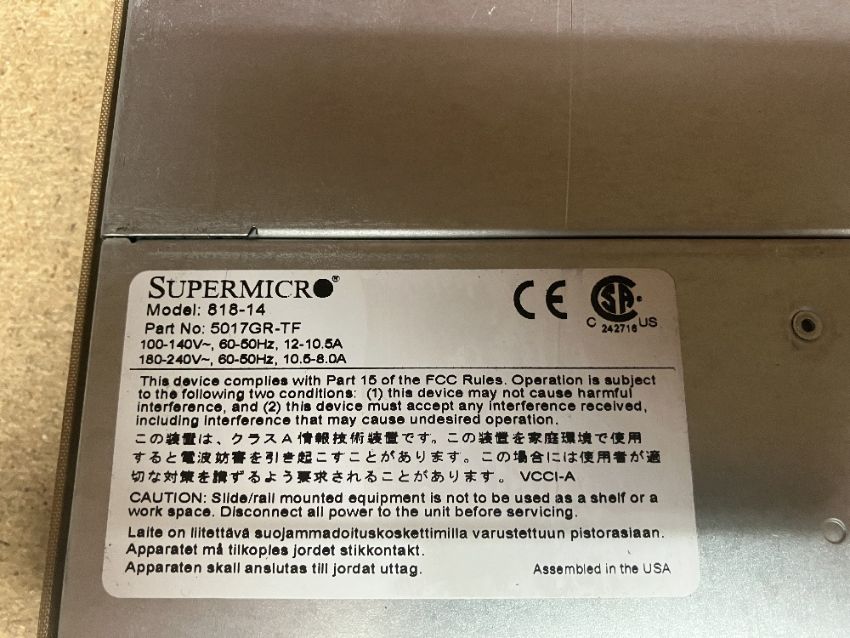 SUPERMICRO®
Model: 818-14
Part No: 5017GR-TF
100-140V~, 60-50Hz, 12-10.5A
180-240V~, 60-50Hz, 10.5-8.0A
CE
CSA
C 242716 US
This device complies with Part 15 of the FCC Rules. Operation is subject
to the following two conditions: (1) this device may not cause harmful
interference, and (2) this device must accept any interference received,
including interference that may cause undesired operation.
この装置は、クラスA情報技術装置です。この装置を家庭環境で使用
すると電波妨害を引き起こすことがあります。この場合には使用者が適
切な対策を講ずるよう要求されることがあります。 VCCI-A
CAUTION: Slide/rail mounted equipment is not to be used as a shelf or a
work space. Disconnect all power to the unit before servicing.
Laite on liitettävä suojammadoituskoskettimilla varustettuun pistorasiaan.
Apparatet må tilkoples jordet stikkontakt.
Apparaten skall anslutas till jordat uttag.
Assembled in the USA